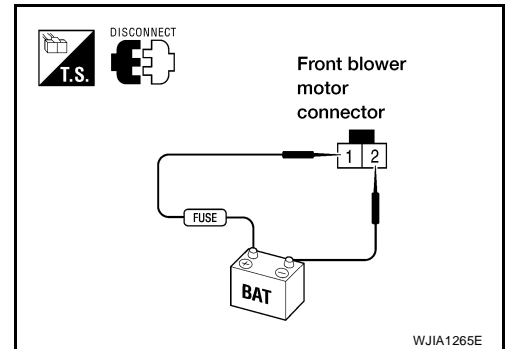 DISCONNECT
T.S.
Front blower
motor
connector
1 2
FUSE
BAT
WJIA1265E